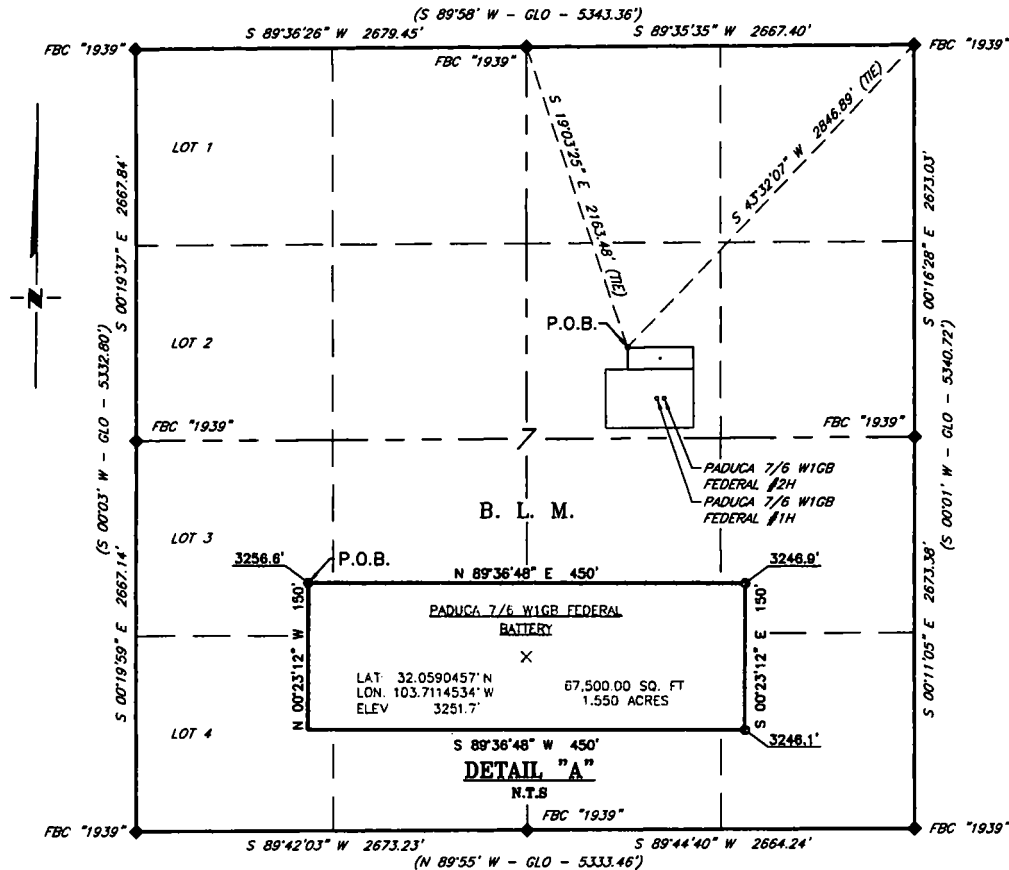 (S 89°58' W - GLO - 5343.36')
S 89°36'26" W 2679.45'
S 89°35'35" W 2667.40'
FBC "1939"
FBC "1939"
FBC "1939"
LOT 1
S 19°03'25" E 2163.48' (TIE)
S 43°32'07" W 2846.89' (TIE)
S 00°19'37" E 2667.84'
S 00°16'28" E 2673.03'
N
LOT 2
P.O.B.
(S 00°03' W - GLO - 5332.80')
(S 00°01' W - GLO - 5340.72')
FBC "1939"
7
FBC "1939"
PADUCA 7/6 W1GB
FEDERAL #2H
PADUCA 7/6 W1GB
FEDERAL #1H
B. L. M.
LOT 3
3256.6'
P.O.B.
N 89°36'48" E 450'
3246.9'
S 00°19'59" E 2667.14'
N 00°23'12" W 150'
PADUCA 7/6 W1GB FEDERAL
BATTERY
X
LAT: 32.0590457' N
LON. 103.7114534' W
ELEV 3251.7'
67,500.00 SQ. FT
1.550 ACRES
S 00°23'12" E 150'
S 00°11'05" E 2673.38'
LOT 4
S 89°36'48" W 450'
3246.1'
DETAIL "A"
N.T.S
FBC "1939"
FBC "1939"
FBC "1939"
S 89°42'03" W 2673.23'
S 89°44'40" W 2664.24'
(N 89°55' W - GLO - 5333.46')